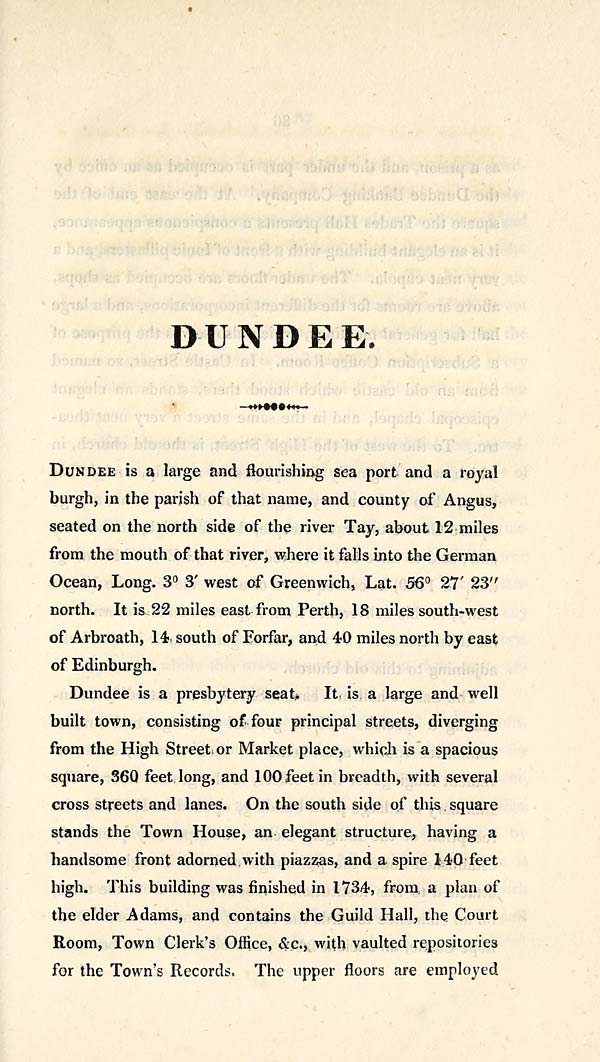 DUNDEE.
DUNDEE is a large and flourishing sea port and a royal
burgh, in the parish of that name, and county of Angus,
seated on the north side of the river Tay, about 12 miles
from the mouth of that river, where it falls into the German
Ocean, Long. 3⁰ 3′ west of Greenwich, Lat. 56⁰ 27′ 23″
north. It is 22 miles east from Perth, 18 miles south-west
of Arbroath, 14 south of Forfar, and 40 miles north by east
of Edinburgh.
Dundee is a presbytery seat. It is a large and well
built town, consisting of four principal streets, diverging
from the High Street or Market place, which is a spacious
square, 360 feet long, and 100 feet in breadth, with several
cross streets and lanes. On the south side of this square
stands the Town House, an elegant structure, having a
handsome front adorned with piazzas, and a spire 140 feet
high. This building was finished in 1734, from a plan of
the elder Adams, and contains the Guild Hall, the Court
Room, Town Clerk's Office, &c., with vaulted repositories
for the Town's Records. The upper floors are employed